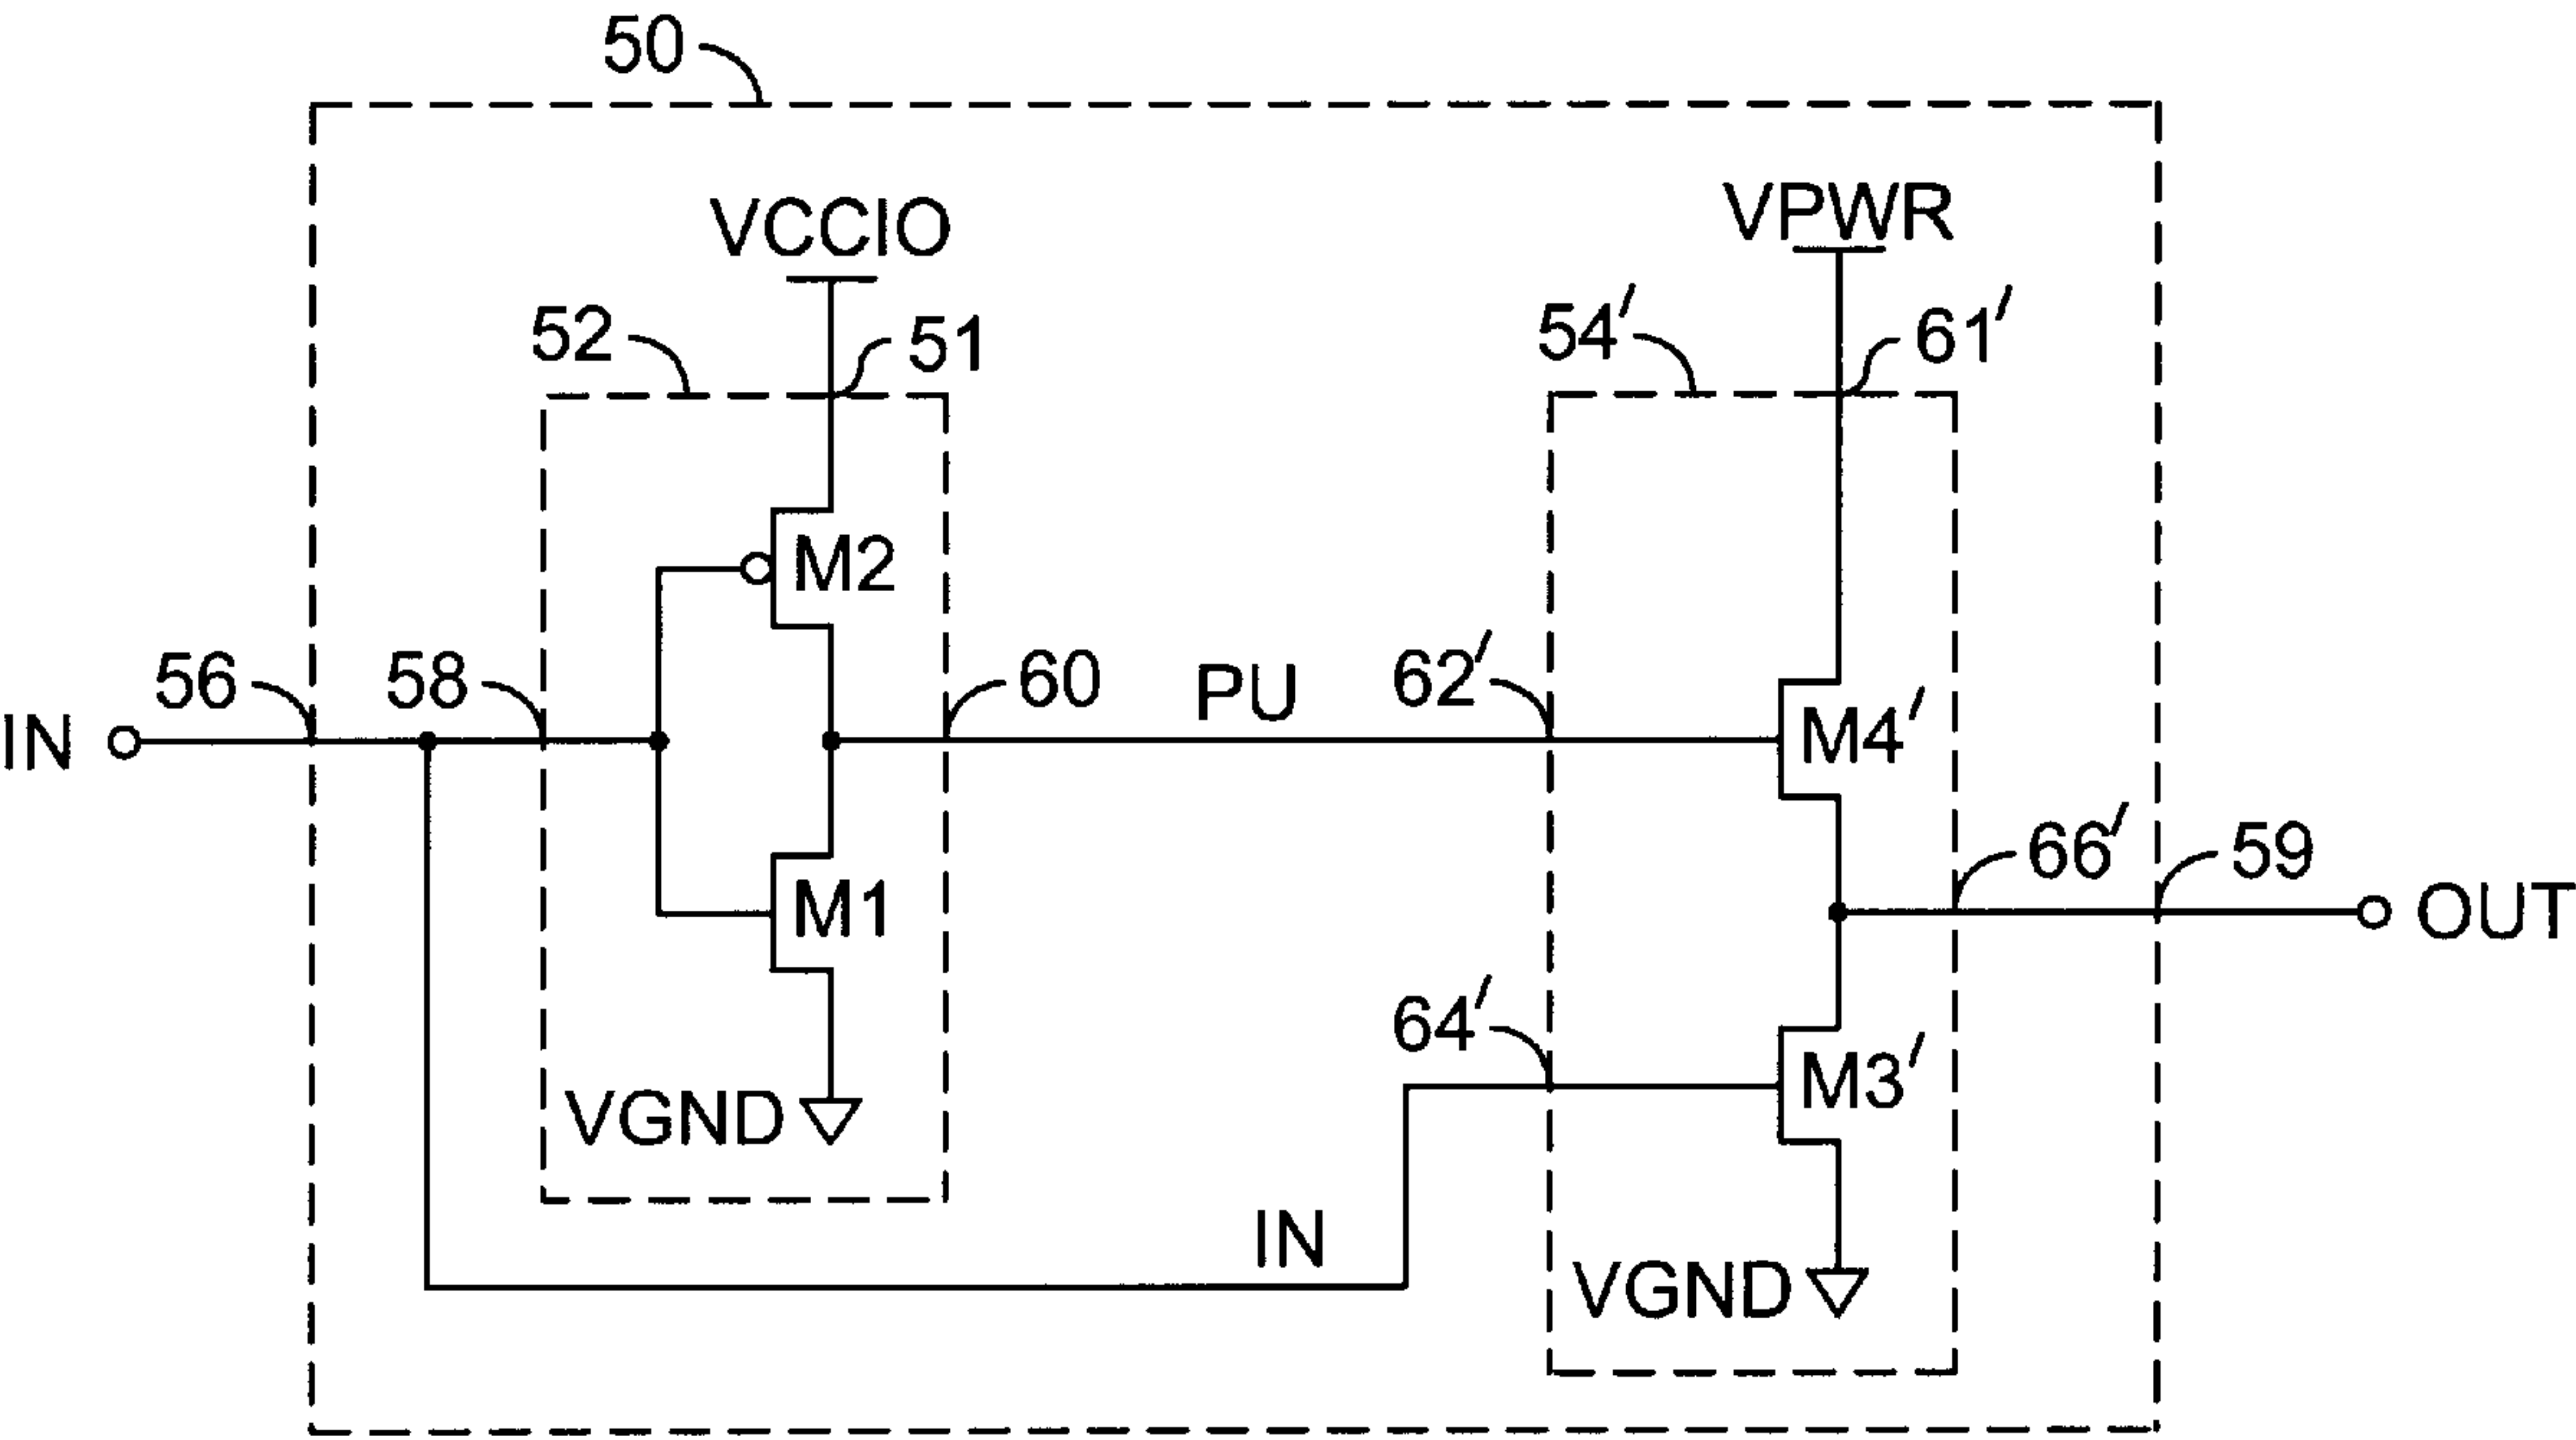 50
VCCIO
VPWR
52
51
54′
61′
M2
56
58
60
PU
62′
M4′
IN
M1
66′
59
OUT
64′
M3′
VGND
IN
VGND